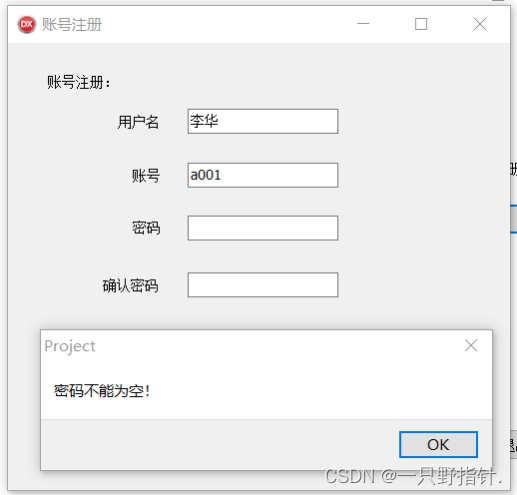 DX 账号注册
账号注册：
用户名 李华
账号 a001
密码
确认密码
Project
密码不能为空！
OK
CSDN @一只野指针.